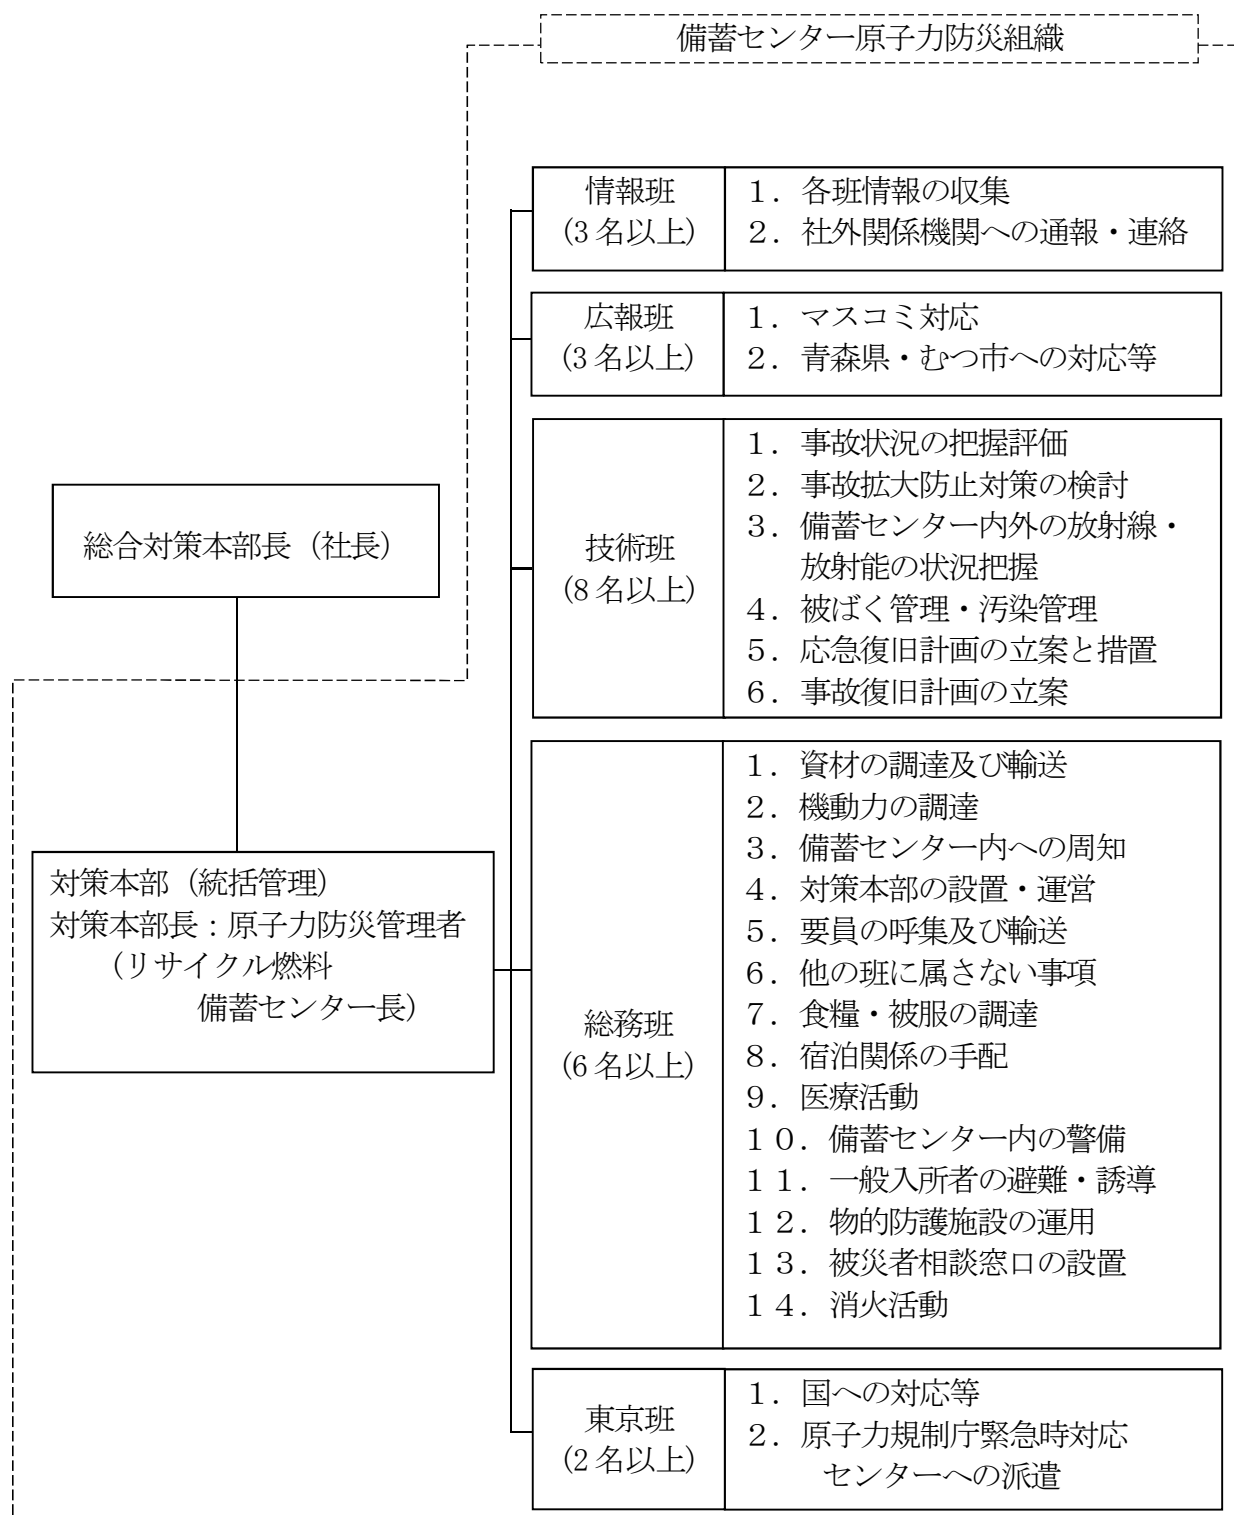 備蓄センター原子力防災組織
総合対策本部長（社長）
対策本部（統括管理）
対策本部長：原子力防災管理者
（リサイクル燃料
備蓄センター長）
情報班
（3名以上）
１．各班情報の収集
２．社外関係機関への通報・連絡
広報班
（3名以上）
１．マスコミ対応
２．青森県・むつ市への対応等
技術班
（8名以上）
１．事故状況の把握評価
２．事故拡大防止対策の検討
３．備蓄センター内外の放射線・
放射能の状況把握
４．被ばく管理・汚染管理
５．応急復旧計画の立案と措置
６．事故復旧計画の立案
総務班
（6名以上）
１．資材の調達及び輸送
２．機動力の調達
３．備蓄センター内への周知
４．対策本部の設置・運営
５．要員の呼集及び輸送
６．他の班に属さない事項
７．食糧・被服の調達
８．宿泊関係の手配
９．医療活動
１０．備蓄センター内の警備
１１．一般入所者の避難・誘導
１２．物的防護施設の運用
１３．被災者相談窓口の設置
１４．消火活動
東京班
（2名以上）
１．国への対応等
２．原子力規制庁緊急時対応
センターへの派遣